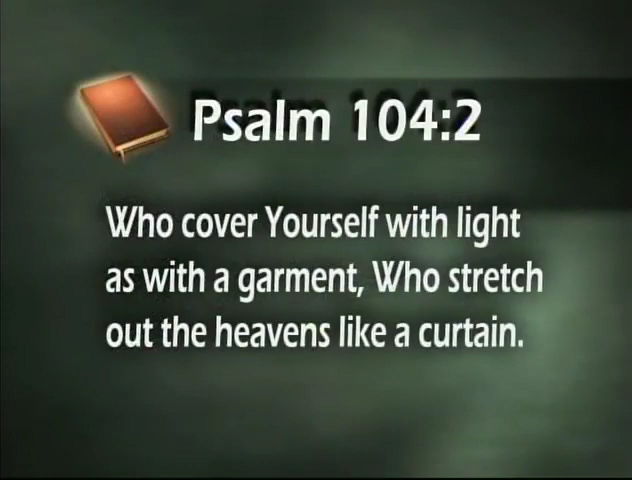 Psalm 104:2
Who cover Yourself with light
as with a garment, Who stretch
out the heavens like a curtain.